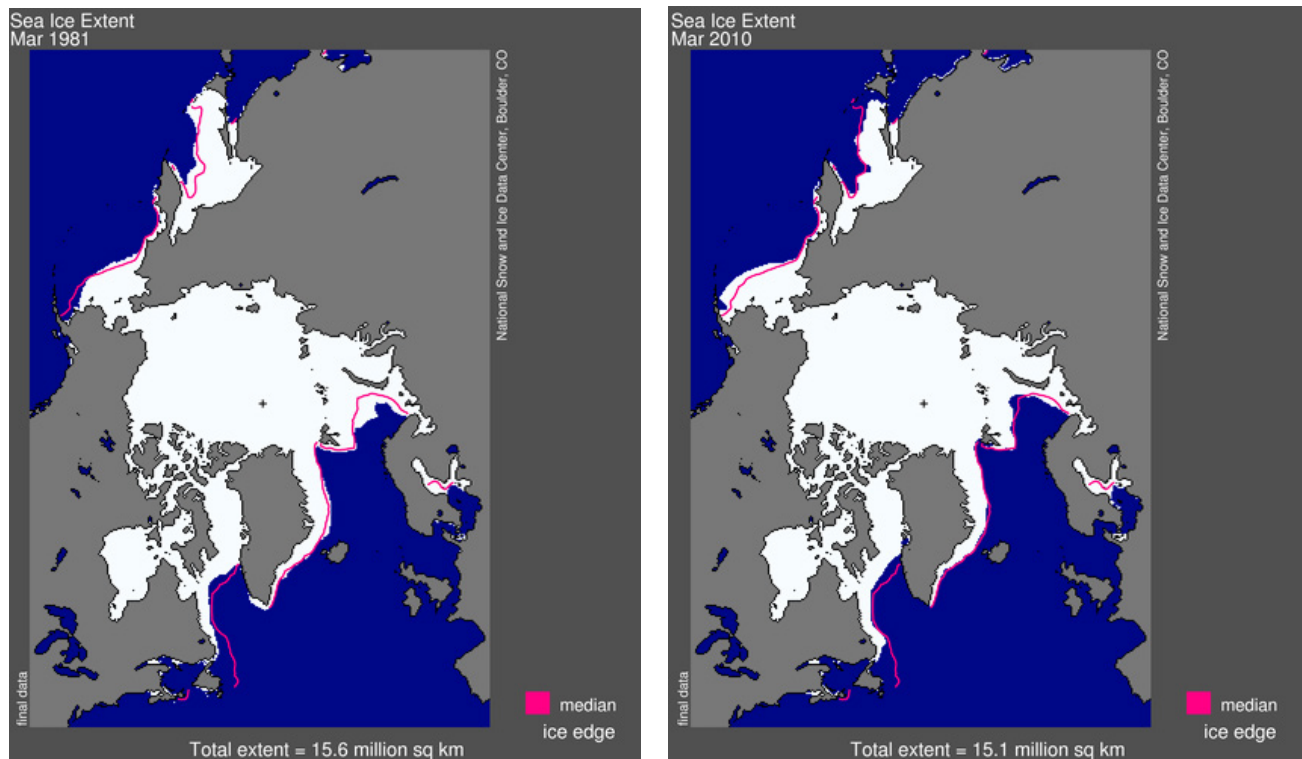 Sea Ice Extent
Mar 1981
National Snow and Ice Data Center, Boulder, CO
final data
median
ice edge
Total extent = 15.6 million sq km
Sea Ice Extent
Mar 2010
National Snow and Ice Data Center, Boulder, CO
final data
median
ice edge
Total extent = 15.1 million sq km